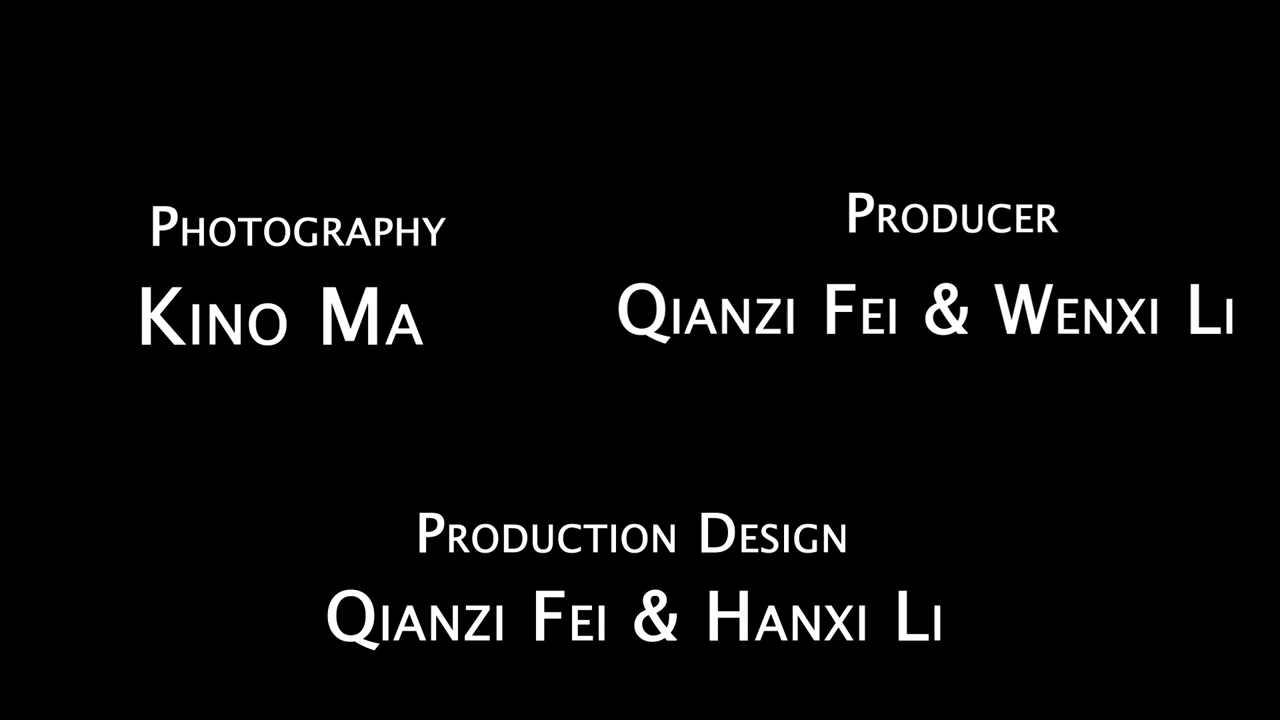 Photography
Kino Ma
Producer
Qianzi Fei & Wenxi Li
Production Design
Qianzi Fei & Hanxi Li